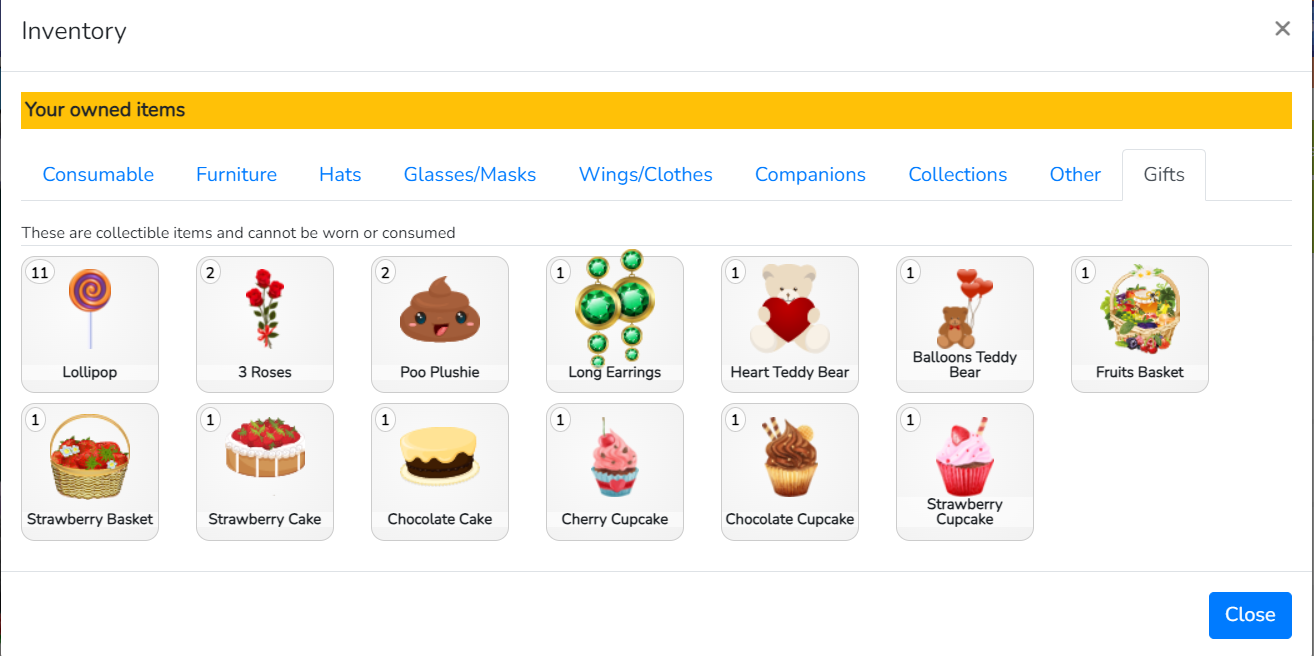 Inventory
×
Your owned items
Consumable Furniture Hats Glasses/Masks Wings/Clothes Companions Collections Other Gifts
These are collectible items and cannot be worn or consumed
11 2 2 1 1 1 1
Lollipop 3 Roses Poo Plushie Long Earrings Heart Teddy Bear Balloons Teddy Bear Fruits Basket
1 1 1 1 1 1
Strawberry Basket Strawberry Cake Chocolate Cake Cherry Cupcake Chocolate Cupcake Strawberry Cupcake
Close